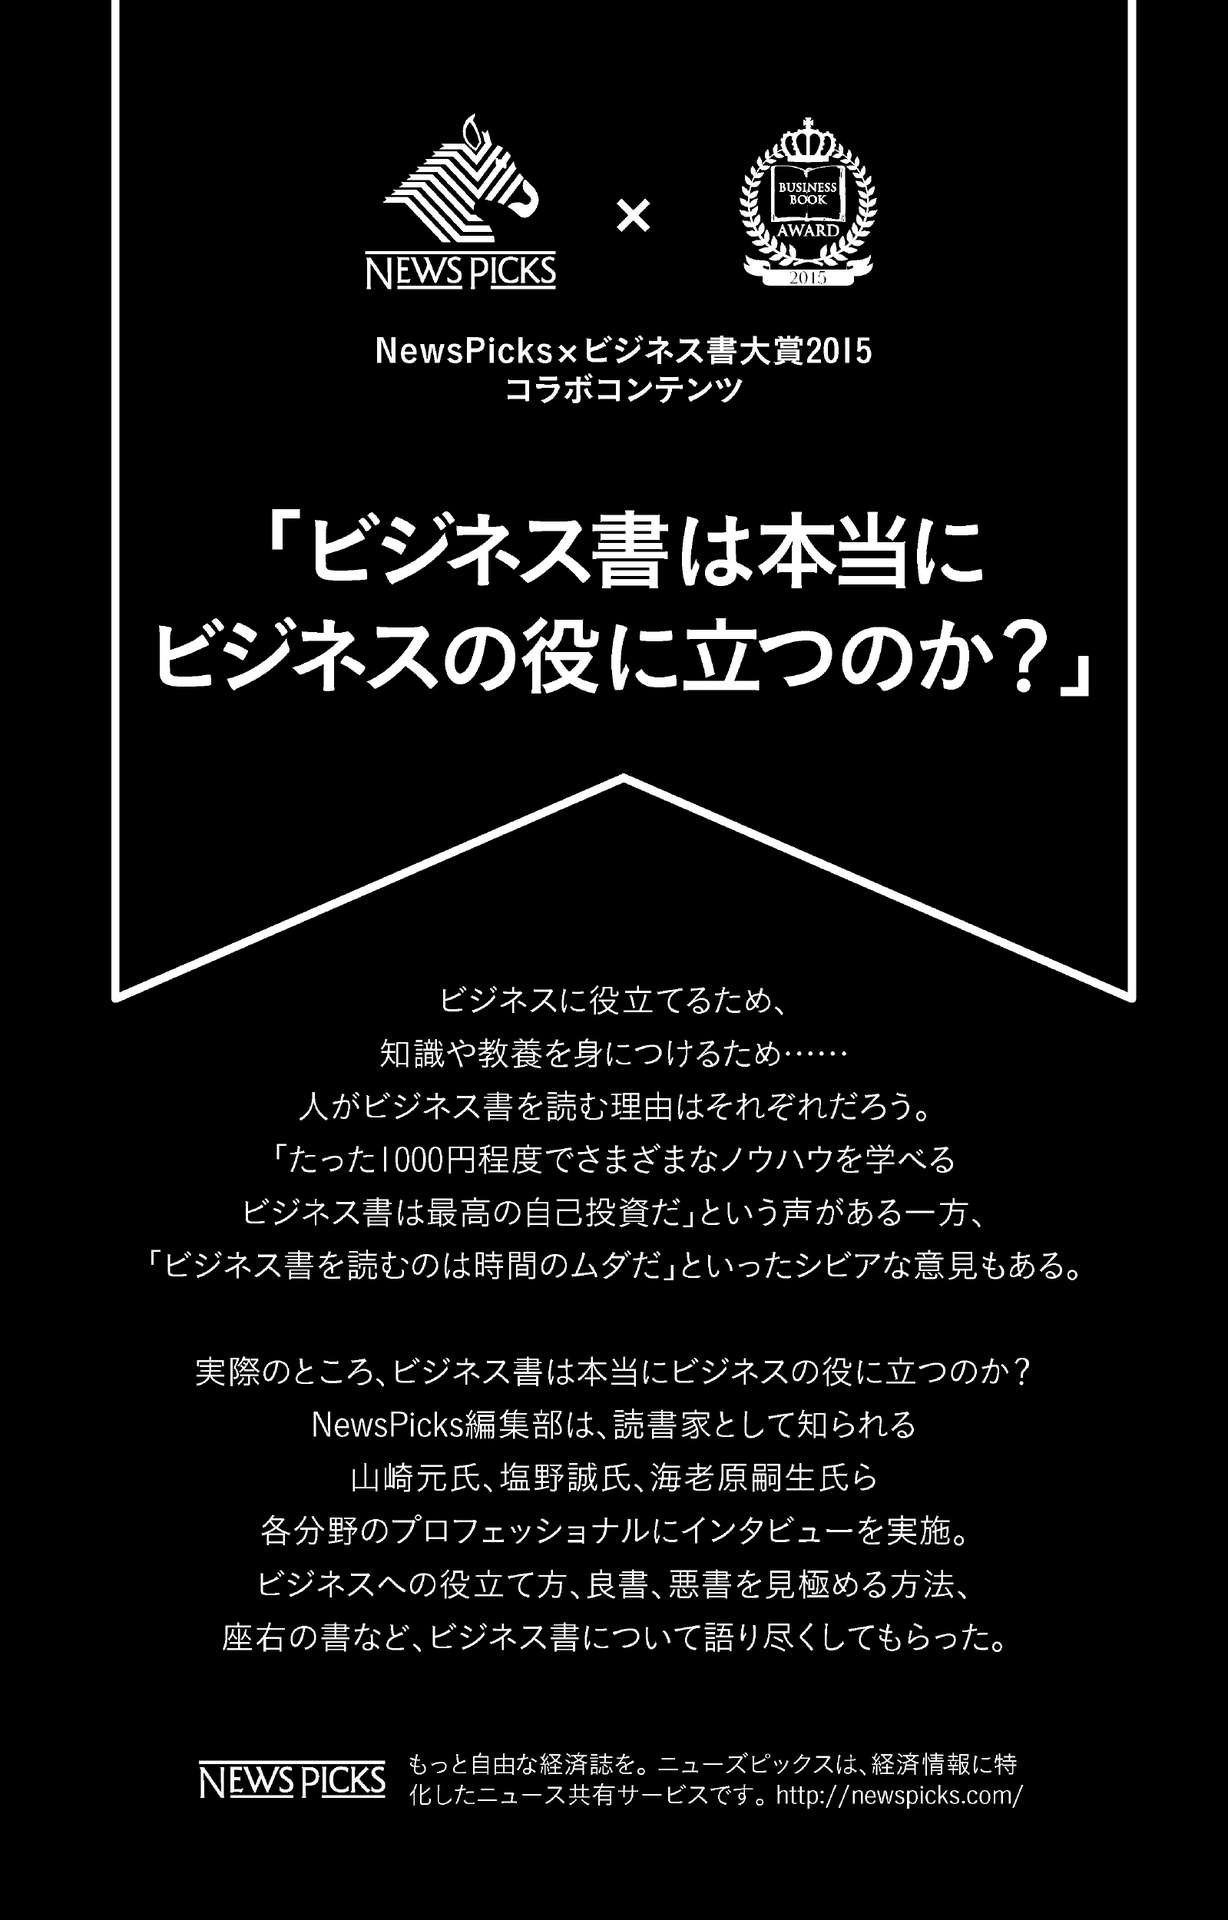 NEWS PICKS
×
BUSINESS
BOOK
AWARD
2015
NewsPicks×ビジネス書大賞2015
コラボコンテンツ
「ビジネス書は本当に
ビジネスの役に立つのか？」
ビジネスに役立てるため、
知識や教養を身につけるため……
人がビジネス書を読む理由はそれぞれだろう。
「たった1000円程度でさまざまなノウハウを学べる
ビジネス書は最高の自己投資だ」という声がある一方、
「ビジネス書を読むのは時間のムダだ」といったシビアな意見もある。
実際のところ、ビジネス書は本当にビジネスの役に立つのか？
NewsPicks編集部は、読書家として知られる
山崎元氏、塩野誠氏、海老原嗣生氏ら
各分野のプロフェッショナルにインタビューを実施。
ビジネスへの役立て方、良書、悪書を見極める方法、
座右の書など、ビジネス書について語り尽くしてもらった。
NEWS PICKS
もっと自由な経済誌を。ニューズピックスは、経済情報に特
化したニュース共有サービスです。http://newspicks.com/